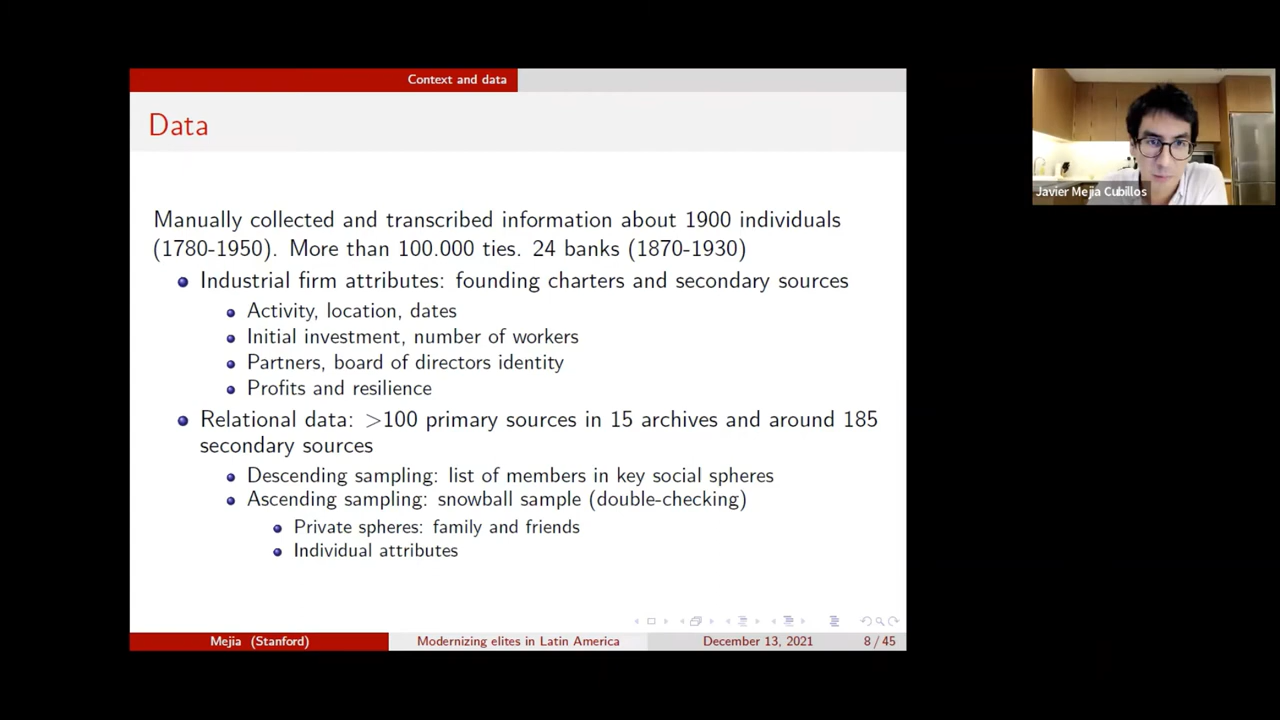 Context and data
Data
Manually collected and transcribed information about 1900 individuals
(1780-1950). More than 100.000 ties. 24 banks (1870-1930)
Industrial firm attributes: founding charters and secondary sources
Activity, location, dates
Initial investment, number of workers
Partners, board of directors identity
Profits and resilience
Relational data: >100 primary sources in 15 archives and around 185
secondary sources
Descending sampling: list of members in key social spheres
Ascending sampling: snowball sample (double-checking)
Private spheres: family and friends
Individual attributes
Mejia (Stanford)
Modernizing elites in Latin America
December 13, 2021
8 / 45
Javier Mejia Cubillos